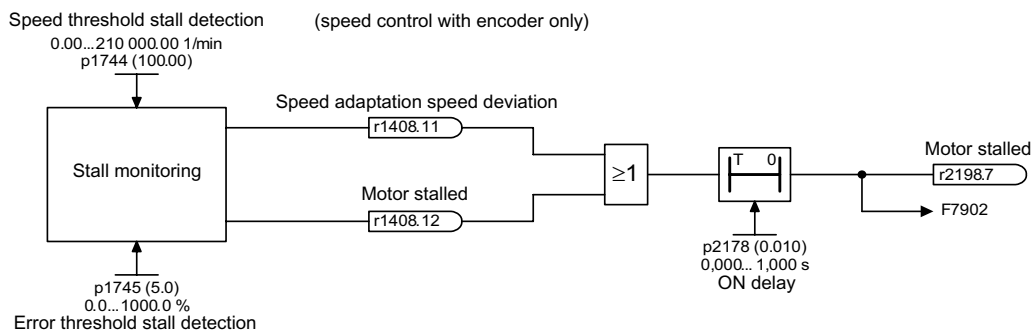 Speed threshold stall detection
(speed control with encoder only)
0.00...210 000.00 1/min
p1744 (100.00)
Speed adaptation speed deviation
r1408.11
Stall monitoring
≥1
T 0
Motor stalled
r2198.7
Motor stalled
r1408.12
F7902
p2178 (0.010)
0,000... 1,000 s
ON delay
p1745 (5.0)
0.0...1000.0 %
Error threshold stall detection